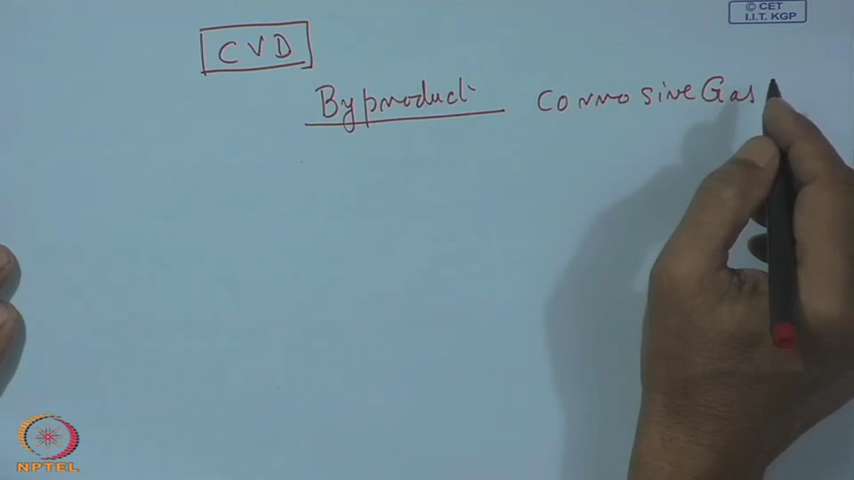 © CET
I.I.T. KGP
CVD
Byproduct Corrosive Gas
NPTEL